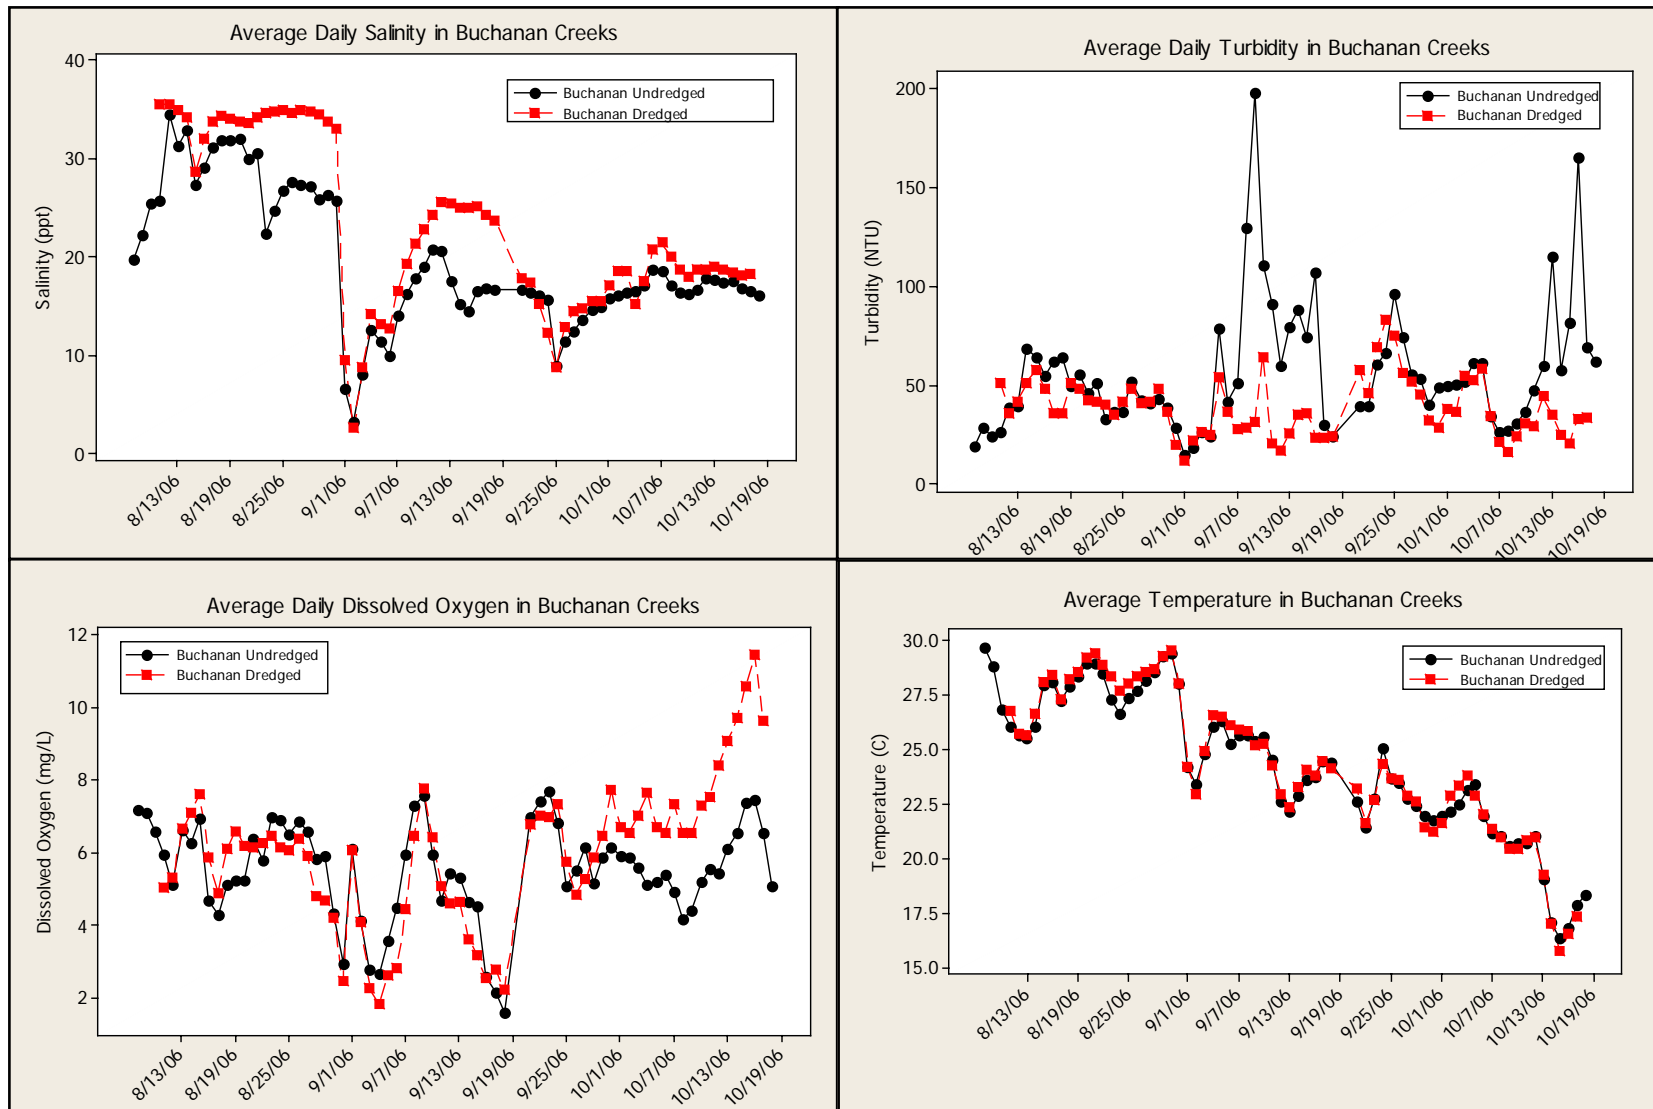 Average Daily Salinity in Buchanan Creeks
40
30
20
10
0
Salinity (ppt)
Buchanan Undredged
Buchanan Dredged
8/13/06 8/19/06 8/25/06 9/1/06 9/7/06 9/13/06 9/19/06 9/25/06 10/1/06 10/7/06 10/13/06 10/19/06
Average Daily Turbidity in Buchanan Creeks
200
150
100
50
0
Turbidity (NTU)
Buchanan Undredged
Buchanan Dredged
8/13/06 8/19/06 8/25/06 9/1/06 9/7/06 9/13/06 9/19/06 9/25/06 10/1/06 10/7/06 10/13/06 10/19/06
Average Daily Dissolved Oxygen in Buchanan Creeks
12
10
8
6
4
2
Dissolved Oxygen (mg/L)
Buchanan Undredged
Buchanan Dredged
8/13/06 8/19/06 8/25/06 9/1/06 9/7/06 9/13/06 9/19/06 9/25/06 10/1/06 10/7/06 10/13/06 10/19/06
Average Temperature in Buchanan Creeks
30.0
27.5
25.0
22.5
20.0
17.5
15.0
Temperature (C)
Buchanan Undredged
Buchanan Dredged
8/13/06 8/19/06 8/25/06 9/1/06 9/7/06 9/13/06 9/19/06 9/25/06 10/1/06 10/7/06 10/13/06 10/19/06